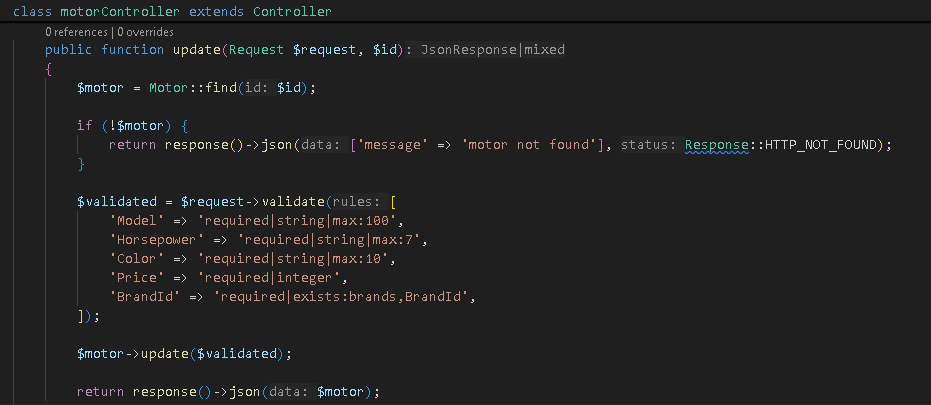 class motorController extends Controller
0 references | 0 overrides
public function update(Request $request, $id): JsonResponse|mixed
{
$motor = Motor::find(id: $id);
if (!$motor) {
return response()->json(data: ['message' => 'motor not found'], status: Response::HTTP_NOT_FOUND);
}
$validated = $request->validate(rules: [
'Model' => 'required|string|max:100',
'Horsepower' => 'required|string|max:7',
'Color' => 'required|string|max:10',
'Price' => 'required|integer',
'BrandId' => 'required|exists:brands,BrandId',
]);
$motor->update($validated);
return response()->json(data: $motor);